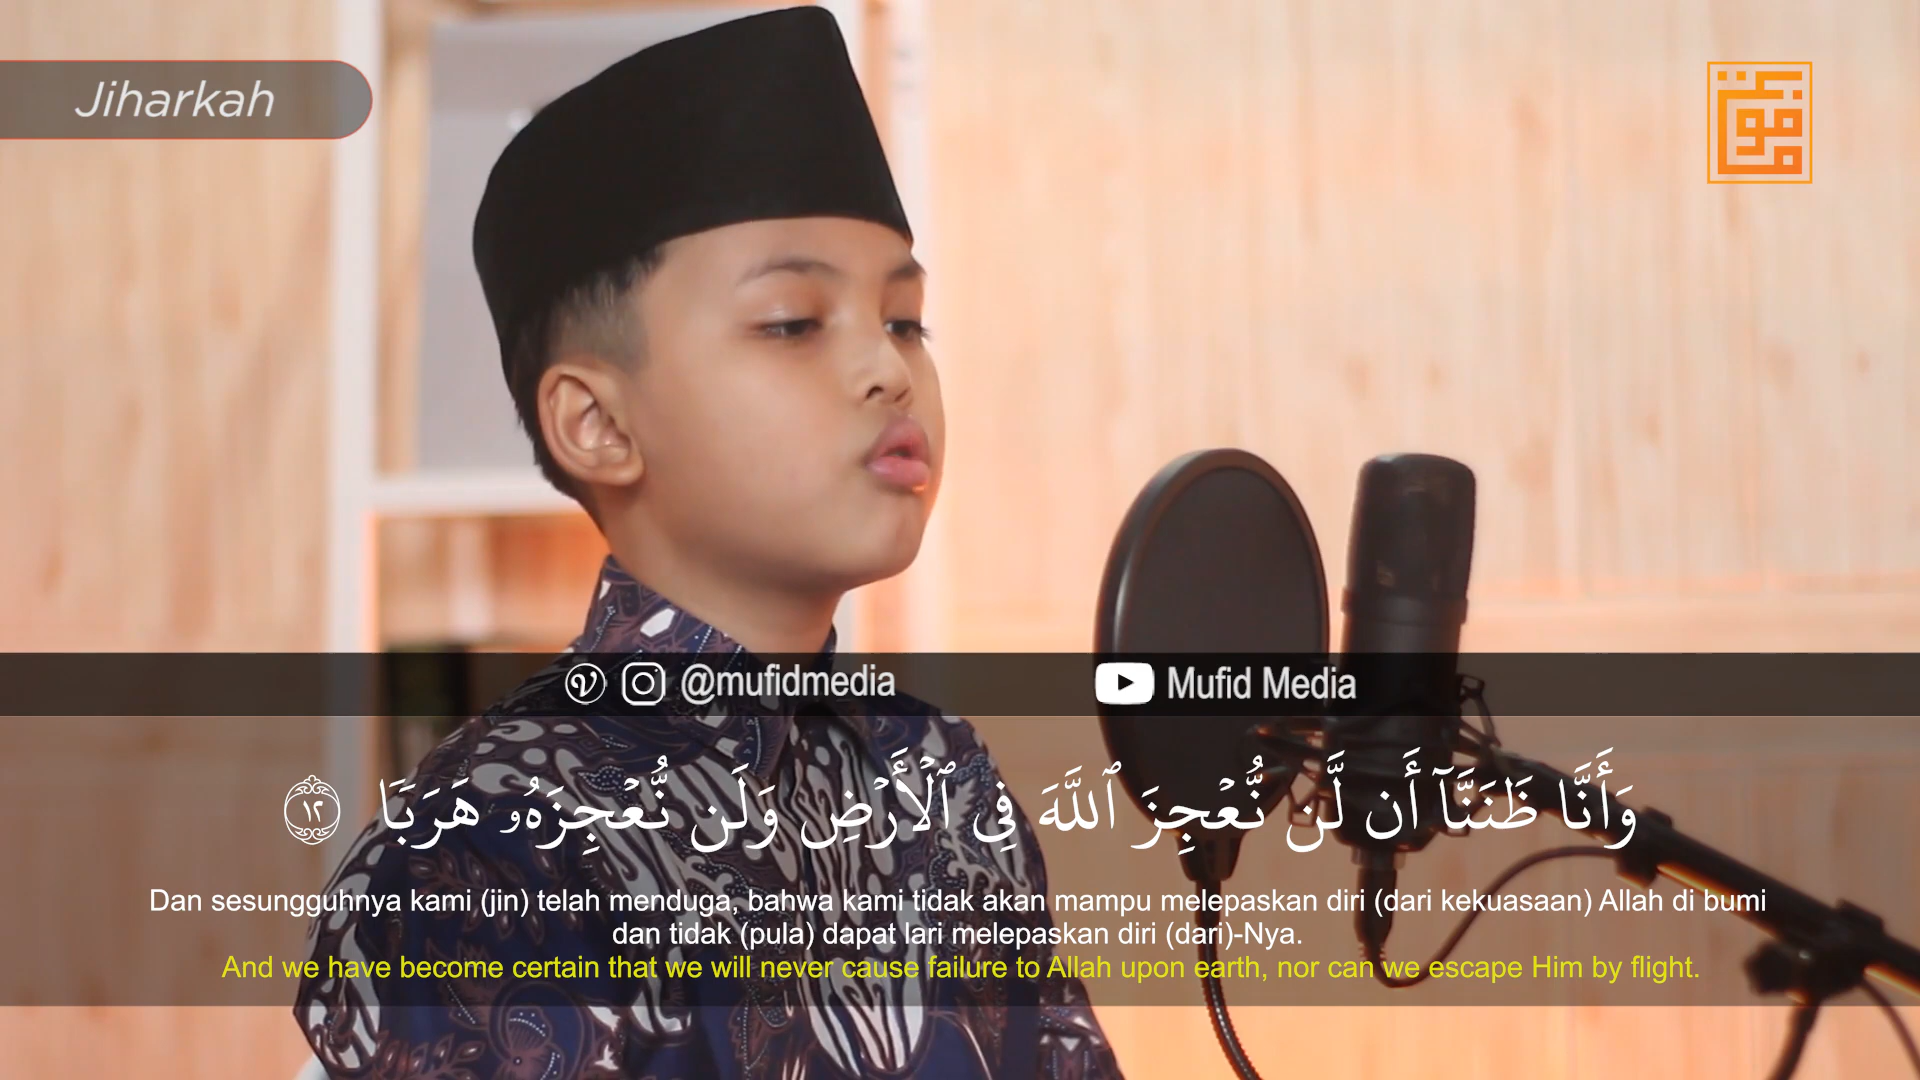 Jiharkah
@mufidmedia
Mufid Media
وَأَنَّا ظَنَنَّآ أَن لَّن نُّعْجِزَ ٱللَّهَ فِى ٱلْأَرْضِ وَلَن نُّعْجِزَهُۥ هَرَبًا ١٢
Dan sesungguhnya kami (jin) telah menduga, bahwa kami tidak akan mampu melepaskan diri (dari kekuasaan) Allah di bumi
dan tidak (pula) dapat lari melepaskan diri (dari)-Nya.
And we have become certain that we will never cause failure to Allah upon earth, nor can we escape Him by flight.